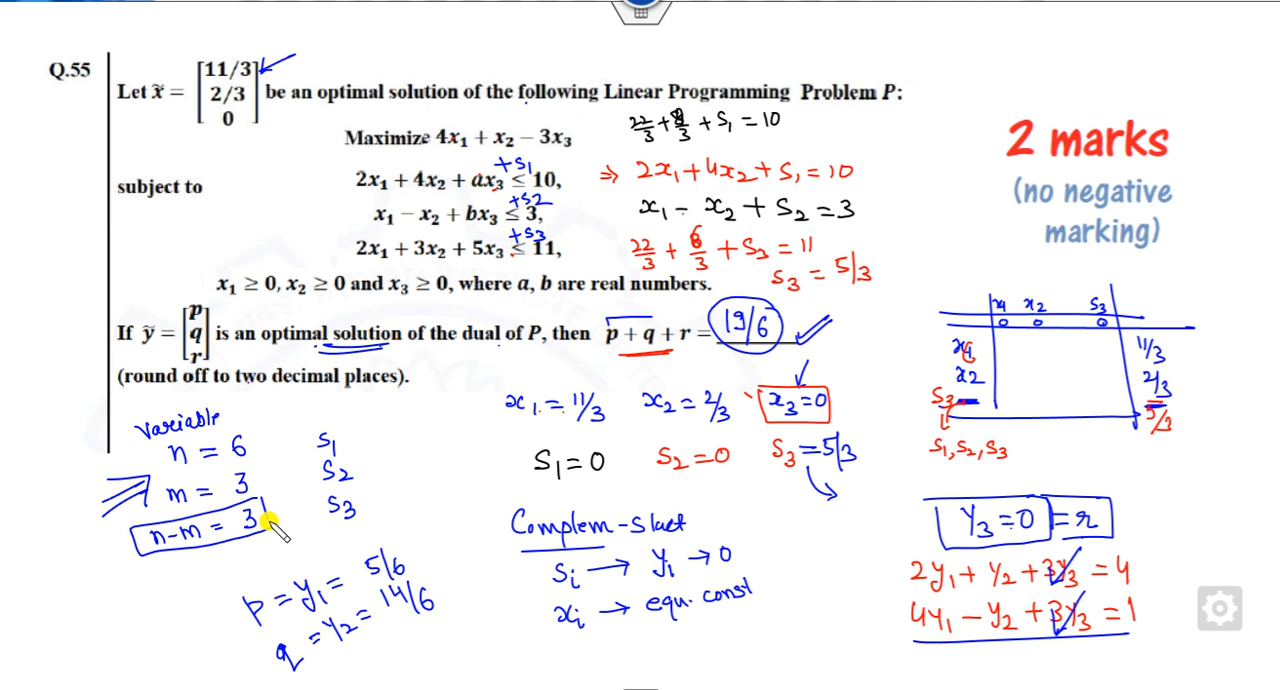 Q.55
Let x̃ = [11/3 2/3 0] be an optimal solution of the following Linear Programming Problem P:
Maximize 4x₁ + x₂ − 3x₃
subject to
2x₁ + 4x₂ + ax₃ ≤ 10,
+S₁
x₁ − x₂ + bx₃ ≤ 3,
+S2
2x₁ + 3x₂ + 5x₃ ≤ 11,
+S3
x₁ ≥ 0, x₂ ≥ 0 and x₃ ≥ 0, where a, b are real numbers.
If ỹ = [p q r] is an optimal solution of the dual of P, then p + q + r = 19/6
(round off to two decimal places).
22/3 + 8/3 + S₁ = 10
⇒ 2x₁ + 4x₂ + S₁ = 10
x₁ − x₂ + S₂ = 3
22/3 + 6/3 + S₃ = 11
S₃ = 5/3
2 marks
(no negative
marking)
x₁ x₂ S₃
0 0 0
x₁ 11/3
x2 2/3
S₃ 5/3
S₁, S₂, S₃
x₁ = 11/3 x₂ = 2/3 x₃ = 0
S₁ = 0 S₂ = 0 S₃ = 5/3
Variable
n = 6 S₁
m = 3 S2
n−m = 3 S3
p = y₁ = 5/6
q = y₂ = 14/6
Complem-Slact
Si → yi → 0
xi → equ. const
y₃ = 0 = r
2y₁ + y₂ + 3y₃ = 4
4y₁ − y₂ + 3y₃ = 1